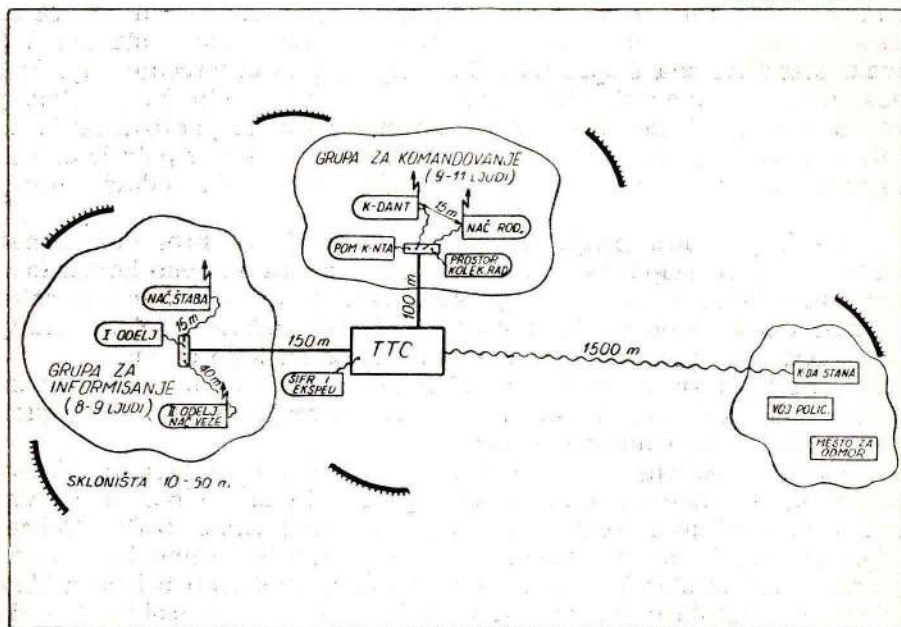 GRUPA ZA KOMANDOVANJE
(9-11 LJUDI)
K-DANT
15 m
NAČ ROD.
POM K-NTA
PROSTOR
KOLEK. RAD
100 m
NAČ. ŠTABA
15 m
I ODELJ
40 m
GRUPA ZA
INFORMISANJE
(8-9 LJUDI)
II ODELJ.
NAČ VEZE
150 m
TTC
ŠIFR I
EKSPED
1500 m
K-DA STANA
VOJ POLIC.
MESTO ZA
ODMOR
SKLONIŠTA 10-50 m.